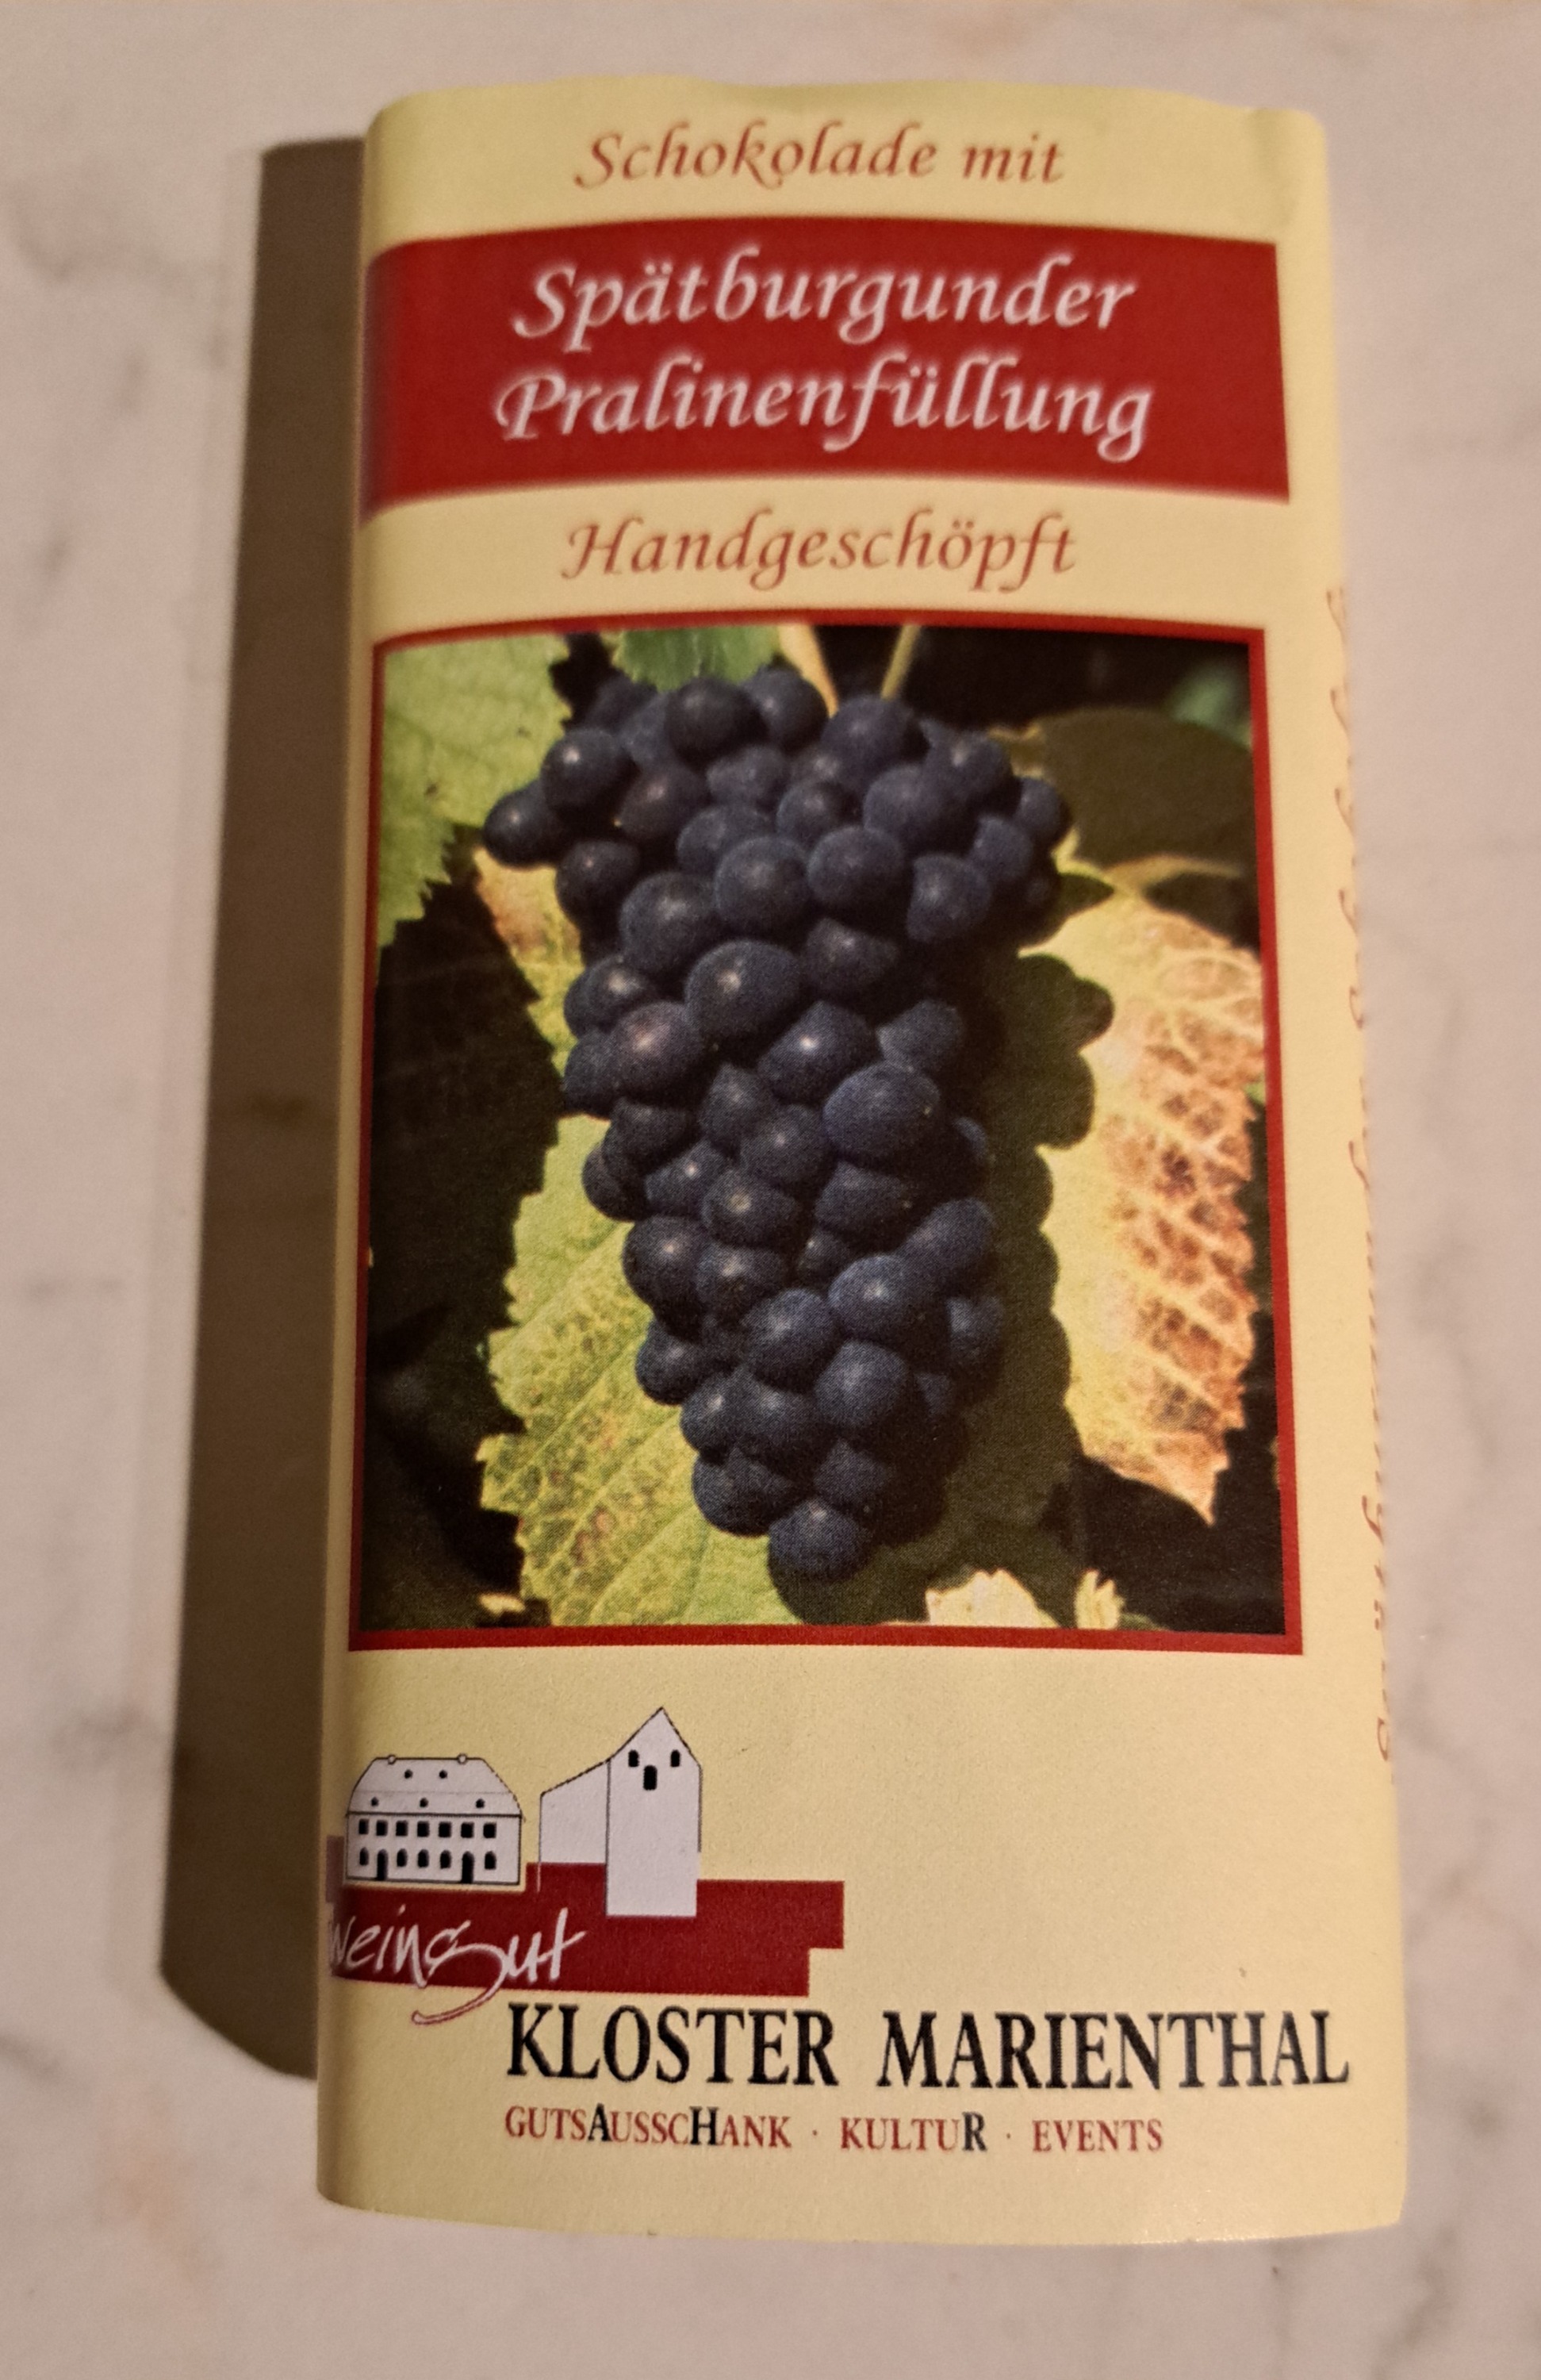 Schokolade mit
Spätburgunder
Pralinenfüllung
Handgeschöpft
weingut
KLOSTER MARIENTHAL
GUTSAUSSCHANK · KULTUR · EVENTS